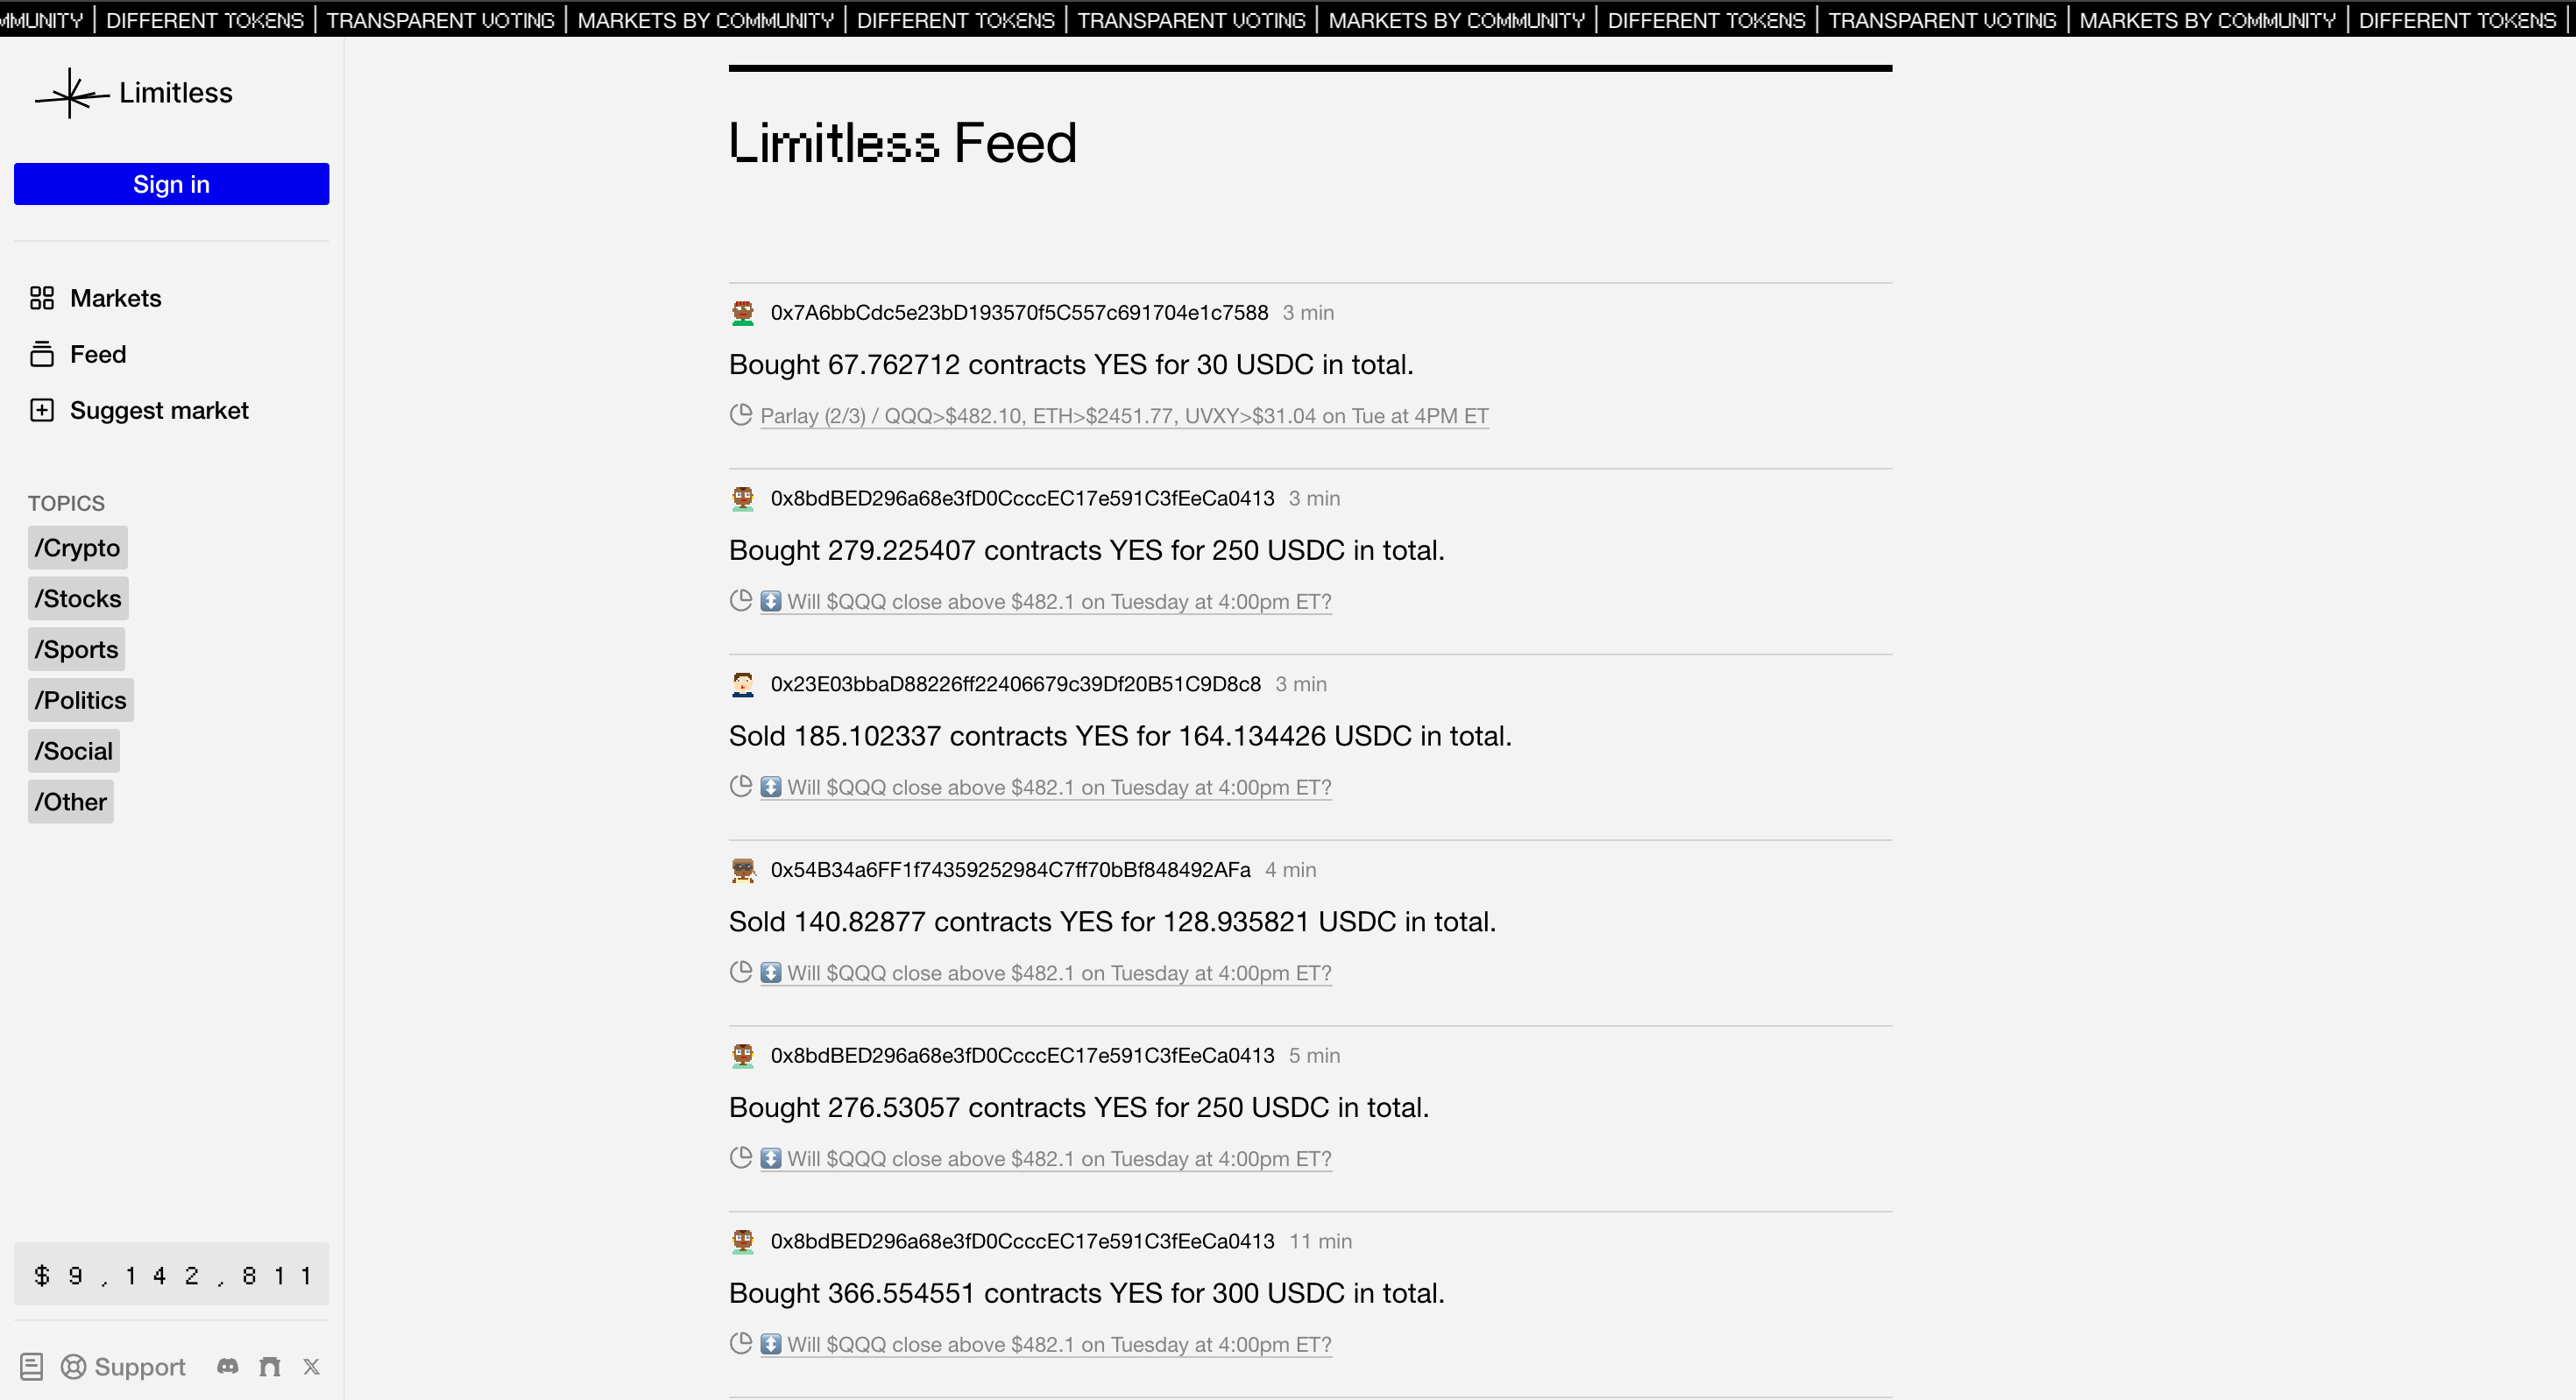 MMUNITY | DIFFERENT TOKENS | TRANSPARENT VOTING | MARKETS BY COMMUNITY | DIFFERENT TOKENS | TRANSPARENT VOTING | MARKETS BY COMMUNITY | DIFFERENT TOKENS | TRANSPARENT VOTING | MARKETS BY COMMUNITY | DIFFERENT TOKENS |
Limitless
Sign in
Markets
Feed
Suggest market
TOPICS
/Crypto
/Stocks
/Sports
/Politics
/Social
/Other
$9,142,811
Support
Limitless Feed
0x7A6bbCdc5e23bD193570f5C557c691704e1c7588 3 min
Bought 67.762712 contracts YES for 30 USDC in total.
Parlay (2/3) / QQQ>$482.10, ETH>$2451.77, UVXY>$31.04 on Tue at 4PM ET
0x8bdBED296a68e3fD0CcccEC17e591C3fEeCa0413 3 min
Bought 279.225407 contracts YES for 250 USDC in total.
↕️ Will $QQQ close above $482.1 on Tuesday at 4:00pm ET?
0x23E03bbaD88226ff22406679c39Df20B51C9D8c8 3 min
Sold 185.102337 contracts YES for 164.134426 USDC in total.
↕️ Will $QQQ close above $482.1 on Tuesday at 4:00pm ET?
0x54B34a6FF1f74359252984C7ff70bBf848492AFa 4 min
Sold 140.82877 contracts YES for 128.935821 USDC in total.
↕️ Will $QQQ close above $482.1 on Tuesday at 4:00pm ET?
0x8bdBED296a68e3fD0CcccEC17e591C3fEeCa0413 5 min
Bought 276.53057 contracts YES for 250 USDC in total.
↕️ Will $QQQ close above $482.1 on Tuesday at 4:00pm ET?
0x8bdBED296a68e3fD0CcccEC17e591C3fEeCa0413 11 min
Bought 366.554551 contracts YES for 300 USDC in total.
↕️ Will $QQQ close above $482.1 on Tuesday at 4:00pm ET?